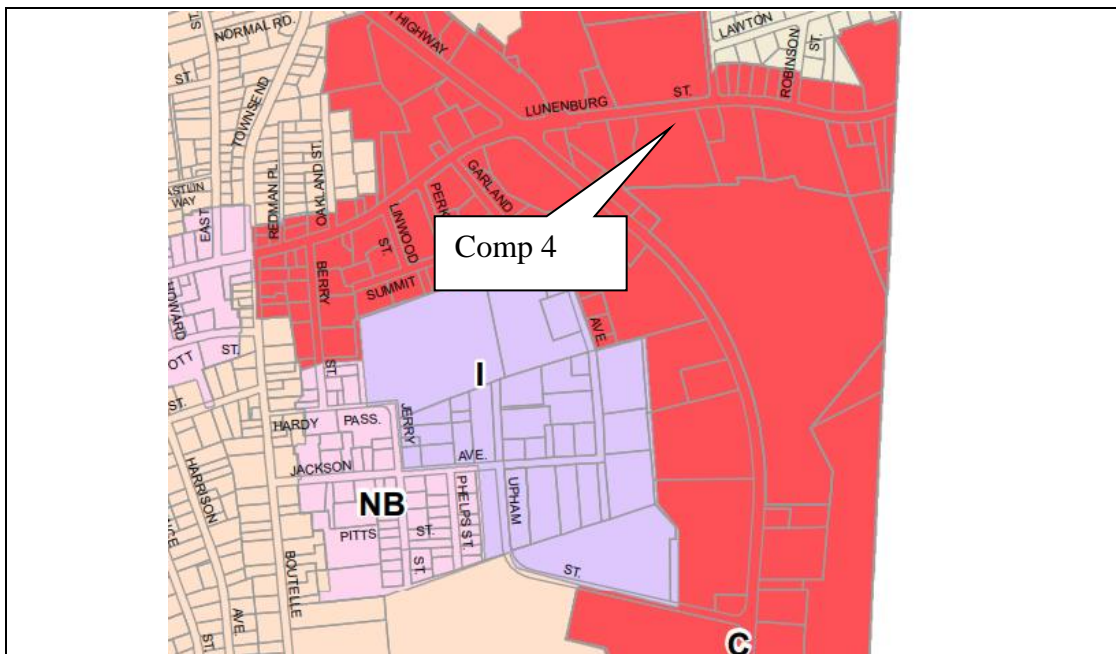 NORMAL RD.
ST.
HIGHWAY
LAWTON
ST.
ROBINSON
ST.
TOWNSEND
LUNENBURG ST.
REDMAN PL.
OAKLAND ST.
WAY
EAST
GARLAND
AVE.
LINWOOD
ST.
PERK
Comp 4
BERRY
ST.
SUMMIT
HOWARD
OTT
ST.
ST.
I
HARDY PASS.
JERRY
JACKSON AVE.
HARRISON
AVE.
NB
PHELPS ST.
UPHAM
ST.
PITTS
ST.
ST.
BOUTELLE
ST.
C